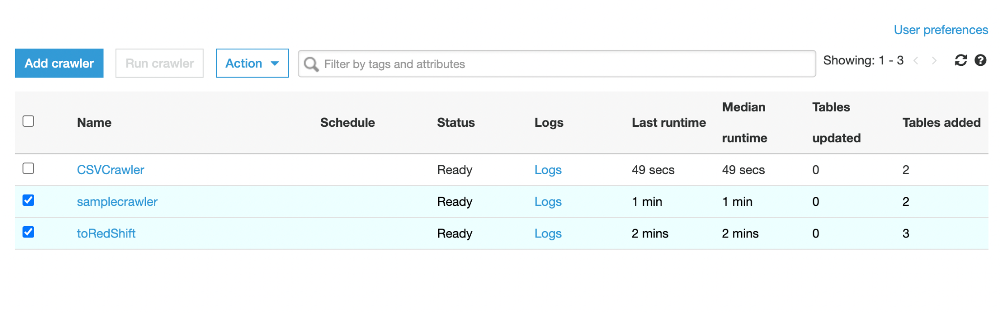 User preferences
Add crawler Run crawler Action Filter by tags and attributes Showing: 1 - 3
Name Schedule Status Logs Last runtime Median runtime Tables updated Tables added
CSVCrawler Ready Logs 49 secs 49 secs 0 2
samplecrawler Ready Logs 1 min 1 min 0 2
toRedShift Ready Logs 2 mins 2 mins 0 3